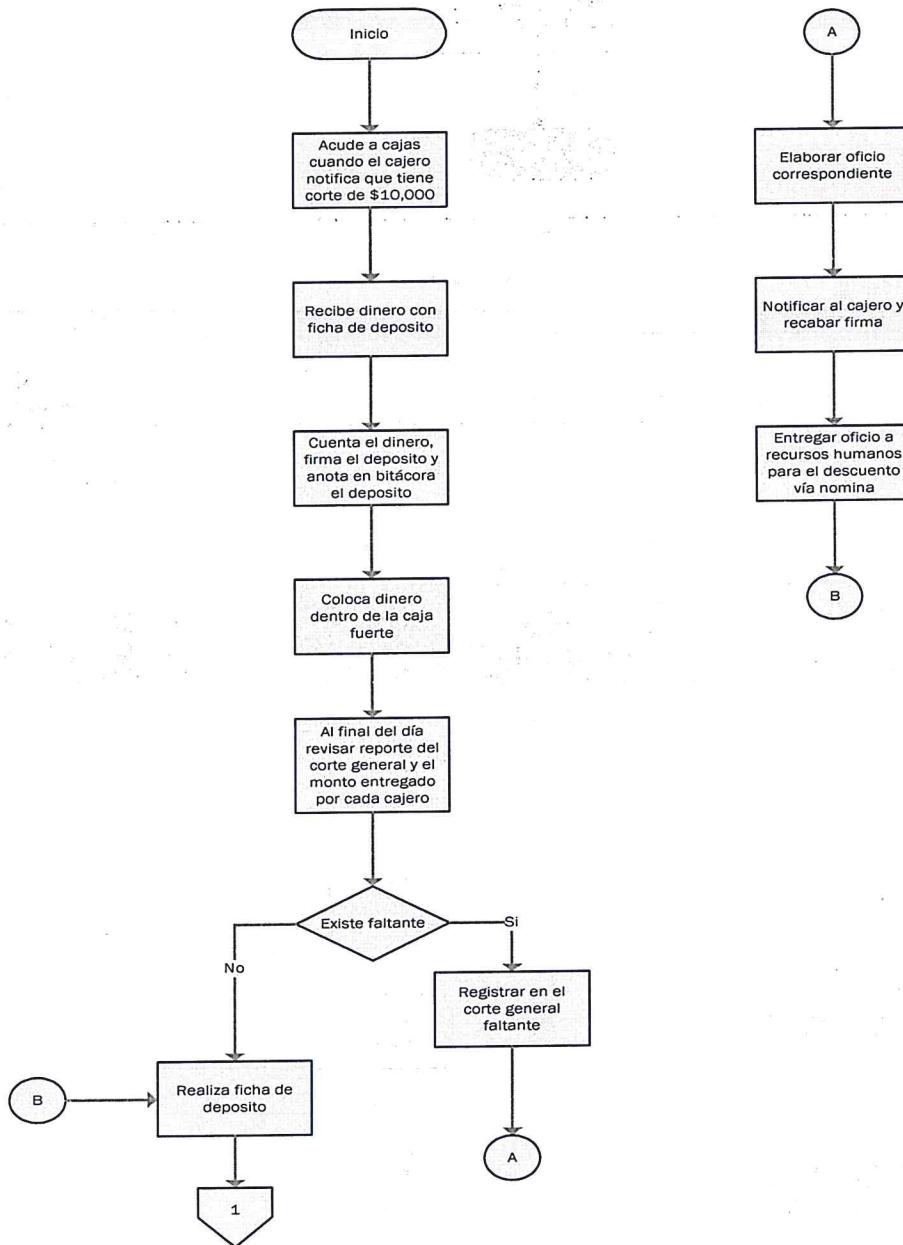 Inicio
Acude a cajas
cuando el cajero
notifica que tiene
corte de $10,000
Recibe dinero con
ficha de deposito
Cuenta el dinero,
firma el deposito y
anota en bitácora
el deposito
Coloca dinero
dentro de la caja
fuerte
Al final del día
revisar reporte del
corte general y el
monto entregado
por cada cajero
Existe faltante
No
Si
Registrar en el
corte general
faltante
A
B
Realiza ficha de
deposito
1
A
Elaborar oficio
correspondiente
Notificar al cajero y
recabar firma
Entregar oficio a
recursos humanos
para el descuento
vía nomina
B